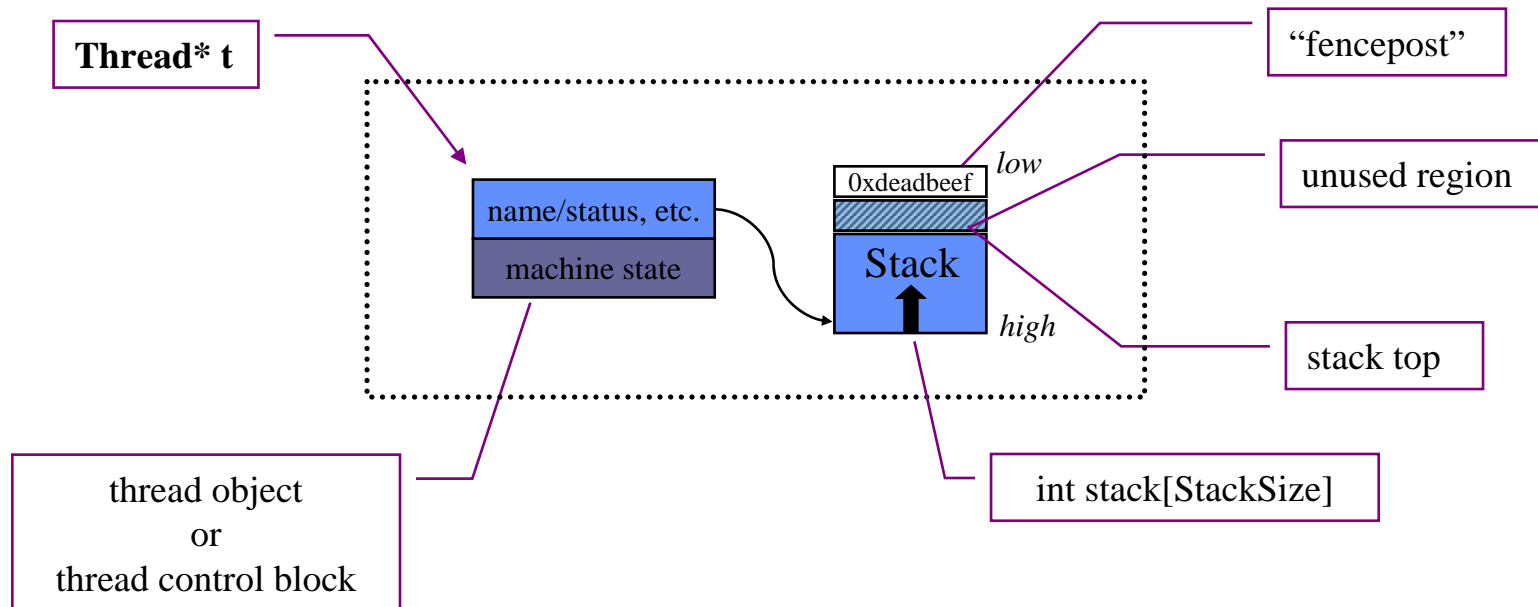 Thread* t
“fencepost”
low
0xdeadbeef
unused region
name/status, etc.
Stack
machine state
high
stack top
thread object
or
thread control block
int stack[StackSize]